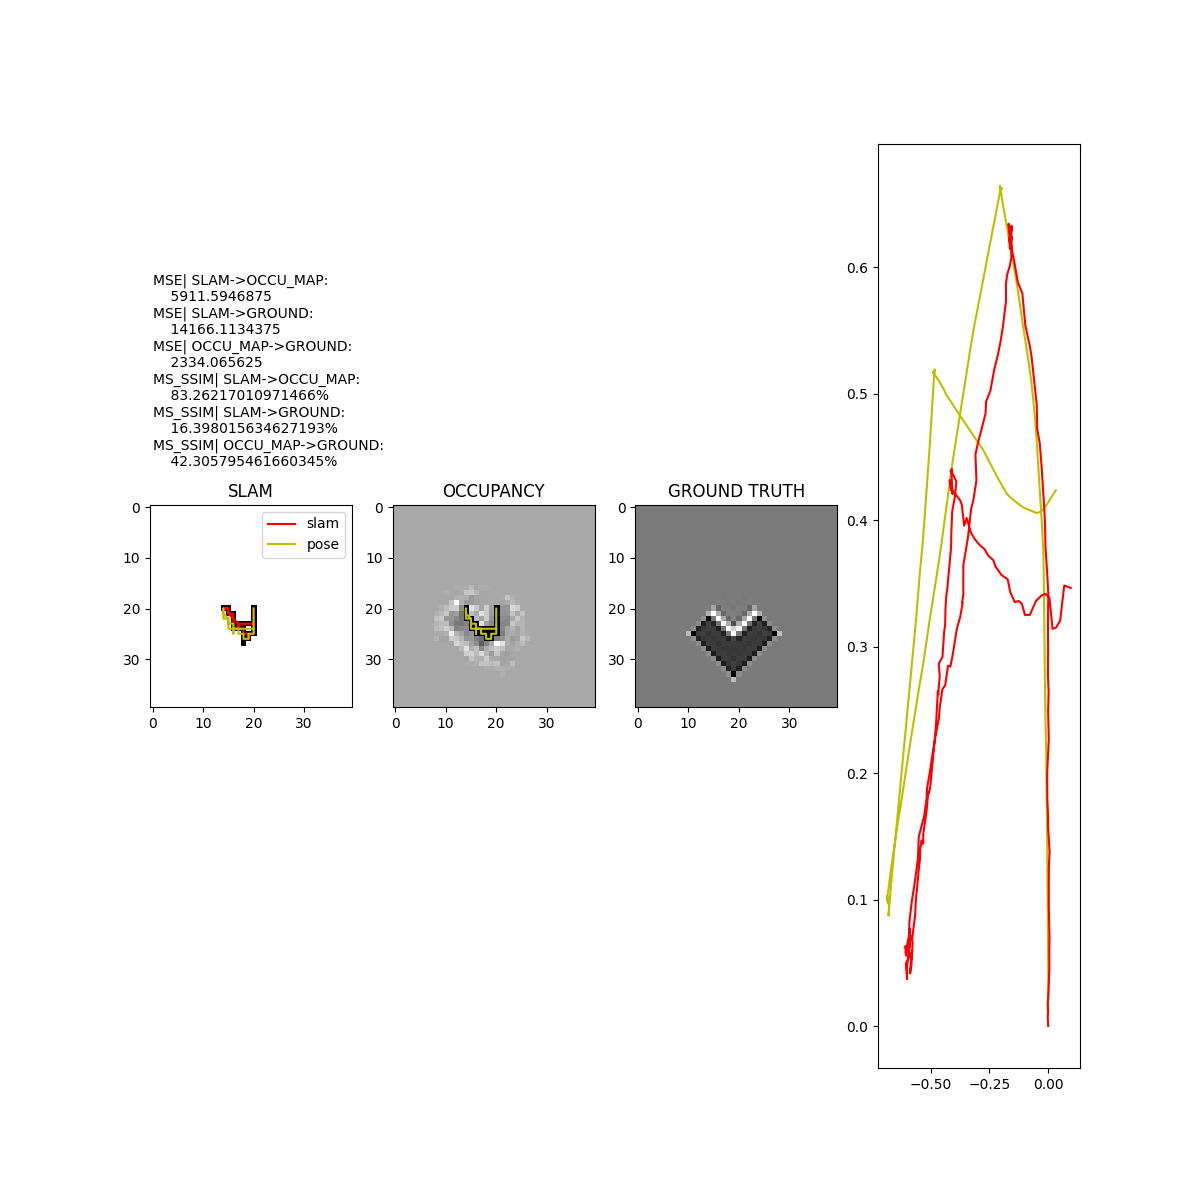 MSE| SLAM->OCCU_MAP:
5911.5946875
MSE| SLAM->GROUND:
14166.1134375
MSE| OCCU_MAP->GROUND:
2334.065625
MS_SSIM| SLAM->OCCU_MAP:
83.26217010971466%
MS_SSIM| SLAM->GROUND:
16.398015634627193%
MS_SSIM| OCCU_MAP->GROUND:
42.305795461660345%
SLAM
slam
pose
0
10
20
30
0 10 20 30
OCCUPANCY
0
10
20
30
0 10 20 30
GROUND TRUTH
0
10
20
30
0 10 20 30
0.6
0.5
0.4
0.3
0.2
0.1
0.0
−0.50 −0.25 0.00